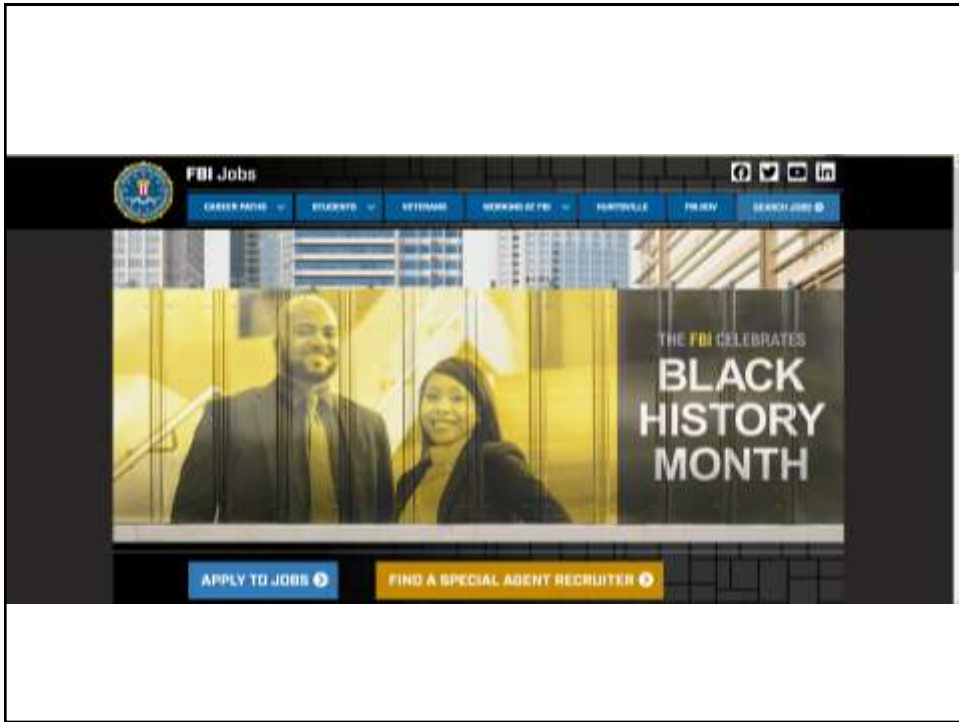 FBI Jobs
CAREER PATHS STUDENTS VETERANS WORKING AT FBI HUNTSVILLE FBI.GOV SEARCH JOBS
THE FBI CELEBRATES
BLACK
HISTORY
MONTH
APPLY TO JOBS
FIND A SPECIAL AGENT RECRUITER